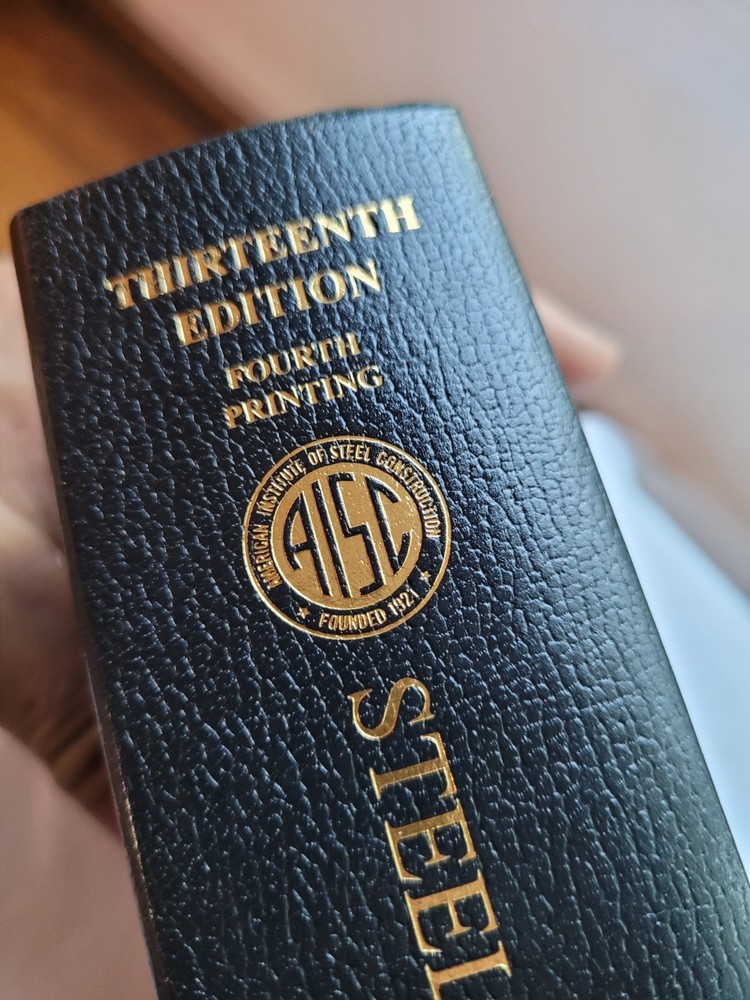 THIRTEENTH
EDITION
FOURTH
PRINTING
AMERICAN INSTITUTE OF STEEL CONSTRUCTION
AISC
★ FOUNDED 1921 ★
STEEL